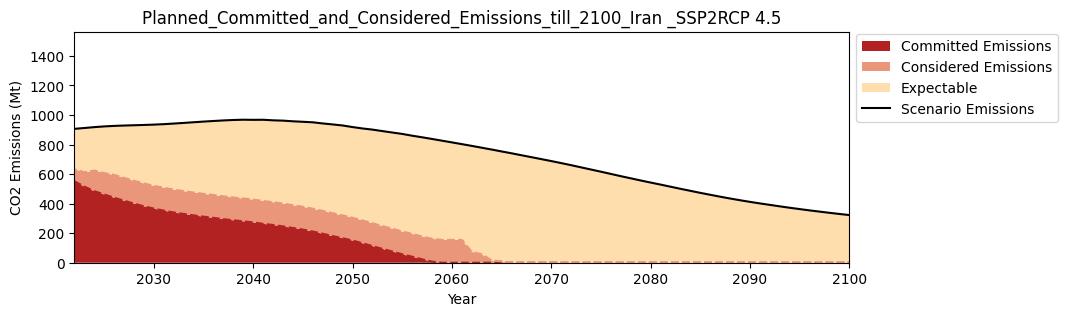 Planned_Committed_and_Considered_Emissions_till_2100_Iran _SSP2RCP 4.5
1400
1200
1000
800
600
400
200
0
CO2 Emissions (Mt)
2030 2040 2050 2060 2070 2080 2090 2100
Year
Committed Emissions
Considered Emissions
Expectable
Scenario Emissions